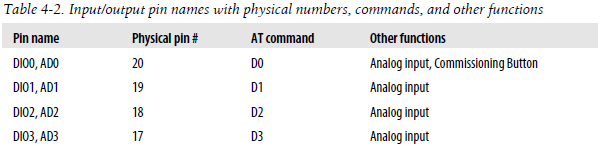 Table 4-2. Input/output pin names with physical numbers, commands, and other functions
Pin name Physical pin # AT command Other functions
DIO0, AD0 20 D0 Analog input, Commissioning Button
DIO1, AD1 19 D1 Analog input
DIO2, AD2 18 D2 Analog input
DIO3, AD3 17 D3 Analog input